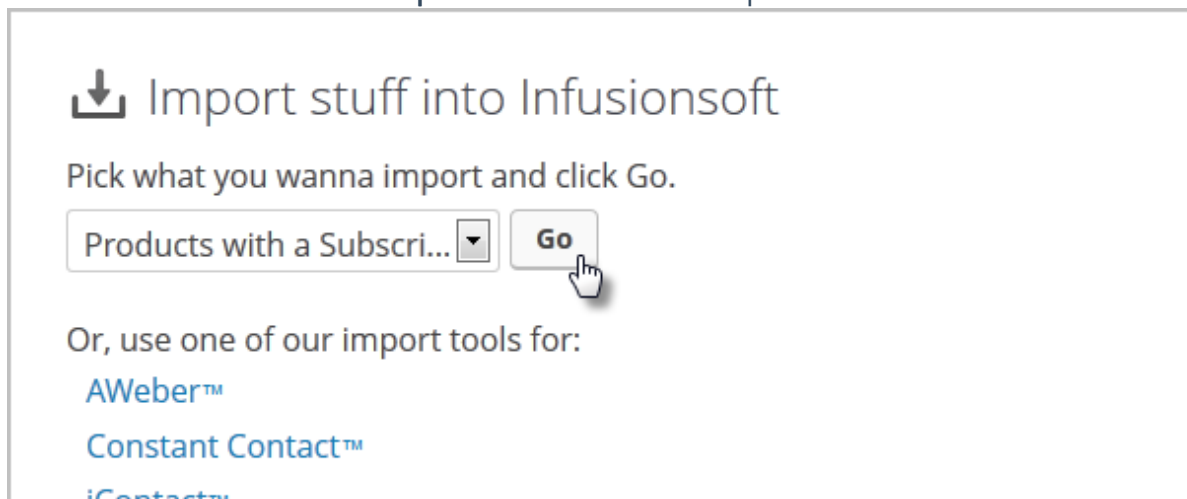 Import stuff into Infusionsoft
Pick what you wanna import and click Go.
Products with a Subscri... Go
Or, use one of our import tools for:
AWeber™
Constant Contact™
iContact™